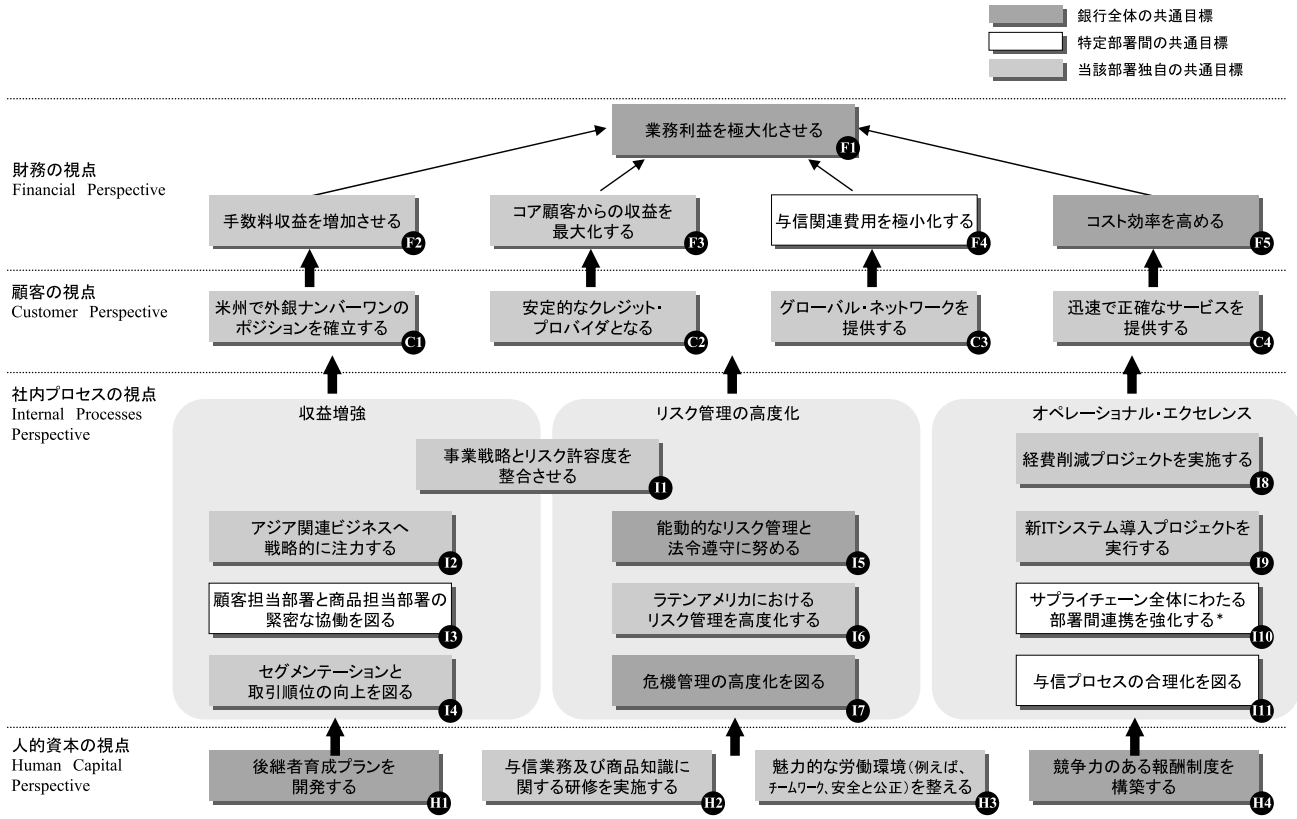 銀行全体の共通目標
特定部署間の共通目標
当該部署独自の共通目標
財務の視点
Financial Perspective
業務利益を極大化させる
F1
手数料収益を増加させる
F2
コア顧客からの収益を
最大化する
F3
与信関連費用を極小化する
F4
コスト効率を高める
F5
顧客の視点
Customer Perspective
米州で外銀ナンバーワンの
ポジションを確立する
C1
安定的なクレジット・
プロバイダとなる
C2
グローバル・ネットワークを
提供する
C3
迅速で正確なサービスを
提供する
C4
社内プロセスの視点
Internal Processes
Perspective
収益増強
リスク管理の高度化
オペレーショナル・エクセレンス
事業戦略とリスク許容度を
整合させる
I1
アジア関連ビジネスへ
戦略的に注力する
I2
顧客担当部署と商品担当部署の
緊密な協働を図る
I3
セグメンテーションと
取引順位の向上を図る
I4
能動的なリスク管理と
法令遵守に努める
I5
ラテンアメリカにおける
リスク管理を高度化する
I6
危機管理の高度化を図る
I7
経費削減プロジェクトを実施する
I8
新ITシステム導入プロジェクトを
実行する
I9
サプライチェーン全体にわたる
部署間連携を強化する*
I10
与信プロセスの合理化を図る
I11
人的資本の視点
Human Capital
Perspective
後継者育成プランを
開発する
H1
与信業務及び商品知識に
関する研修を実施する
H2
魅力的な労働環境(例えば、
チームワーク、安全と公正)を整える
H3
競争力のある報酬制度を
構築する
H4